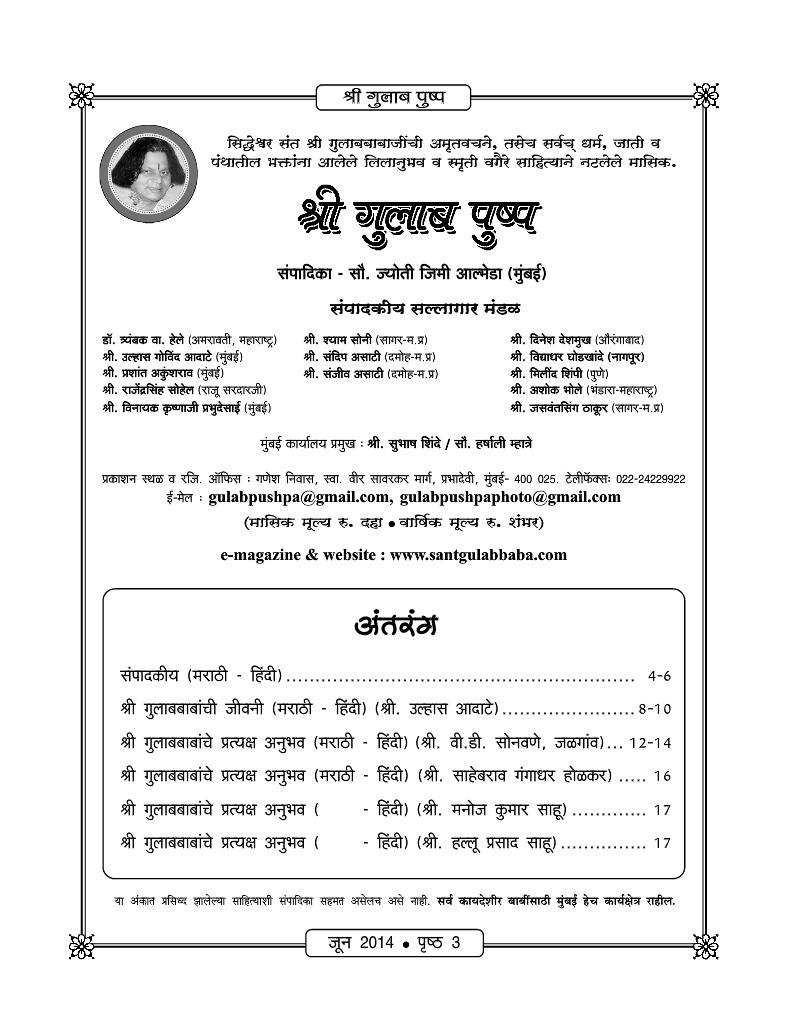 श्री गुलाब पुष्प
सिद्धेश्वर संत श्री गुलाबबाबाजींची अमृतवचने, तसेच सर्वच् धर्म, जाती व
पंथातील भक्तांना आलेले लिलानुभव व स्मृती वगैरे साहित्याने नटलेले मासिक.
श्री गुलाब पुष्प
संपादिका - सौ. ज्योती जिमी आल्मेडा (मुंबई)
संपादकीय सल्लागार मंडळ
डॉ. त्र्यंबक वा. हेले (अमरावती, महाराष्ट्र) श्री. श्याम सोनी (सागर-म.प्र) श्री. दिनेश देशमुख (औरंगाबाद)
श्री. उल्हास गोविंद आदाटे (मुंबई) श्री. संदिप असाटी (दमोह-म.प्र) श्री. विद्याधर घोडखांदे (नागपूर)
श्री. प्रशांत अकुंशराव (मुंबई) श्री. संजीव असाटी (दमोह-म.प्र) श्री. मिलींद शिंपी (पुणे)
श्री. राजेंद्रसिंह सोहेल (राजू सरदारजी) श्री. अशोक भोले (भंडारा-महाराष्ट्र)
श्री. विनायक कृष्णाजी प्रभुदेसाई (मुंबई) श्री. जसवंतसिंग ठाकूर (सागर-म.प्र)
मुंबई कार्यालय प्रमुख : श्री. सुभाष शिंदे / सौ. हर्षाली म्हात्रे
प्रकाशन स्थळ व रजि. ऑफिस : गणेश निवास, स्वा. वीर सावरकर मार्ग, प्रभादेवी, मुंबई- 400 025. टेलीफॅक्सः 022-24229922
ई-मेल : gulabpushpa@gmail.com, gulabpushpaphoto@gmail.com
(मासिक मूल्य रु. दहा ● वार्षिक मूल्य रु. शंभर)
e-magazine & website : www.santgulabbaba.com
अंतरंग
संपादकीय (मराठी - हिंदी) ............................................................ 4-6
श्री गुलाबबाबांची जीवनी (मराठी - हिंदी) (श्री. उल्हास आदाटे)....................... 8-10
श्री गुलाबबाबांचे प्रत्यक्ष अनुभव (मराठी - हिंदी) (श्री. वी.डी. सोनवणे, जळगांव)... 12-14
श्री गुलाबबाबांचे प्रत्यक्ष अनुभव (मराठी - हिंदी) (श्री. साहेबराव गंगाधर होळकर) ..... 16
श्री गुलाबबाबांचे प्रत्यक्ष अनुभव ( - हिंदी) (श्री. मनोज कुमार साहू) ............. 17
श्री गुलाबबाबांचे प्रत्यक्ष अनुभव ( - हिंदी) (श्री. हल्लू प्रसाद साहू)............... 17
या अंकात प्रसिध्द झालेल्या साहित्याशी संपादिका सहमत असेलच असे नाही. सर्व कायदेशीर बाबींसाठी मुंबई हेच कार्यक्षेत्र राहील.
जून 2014 ● पृष्ठ 3